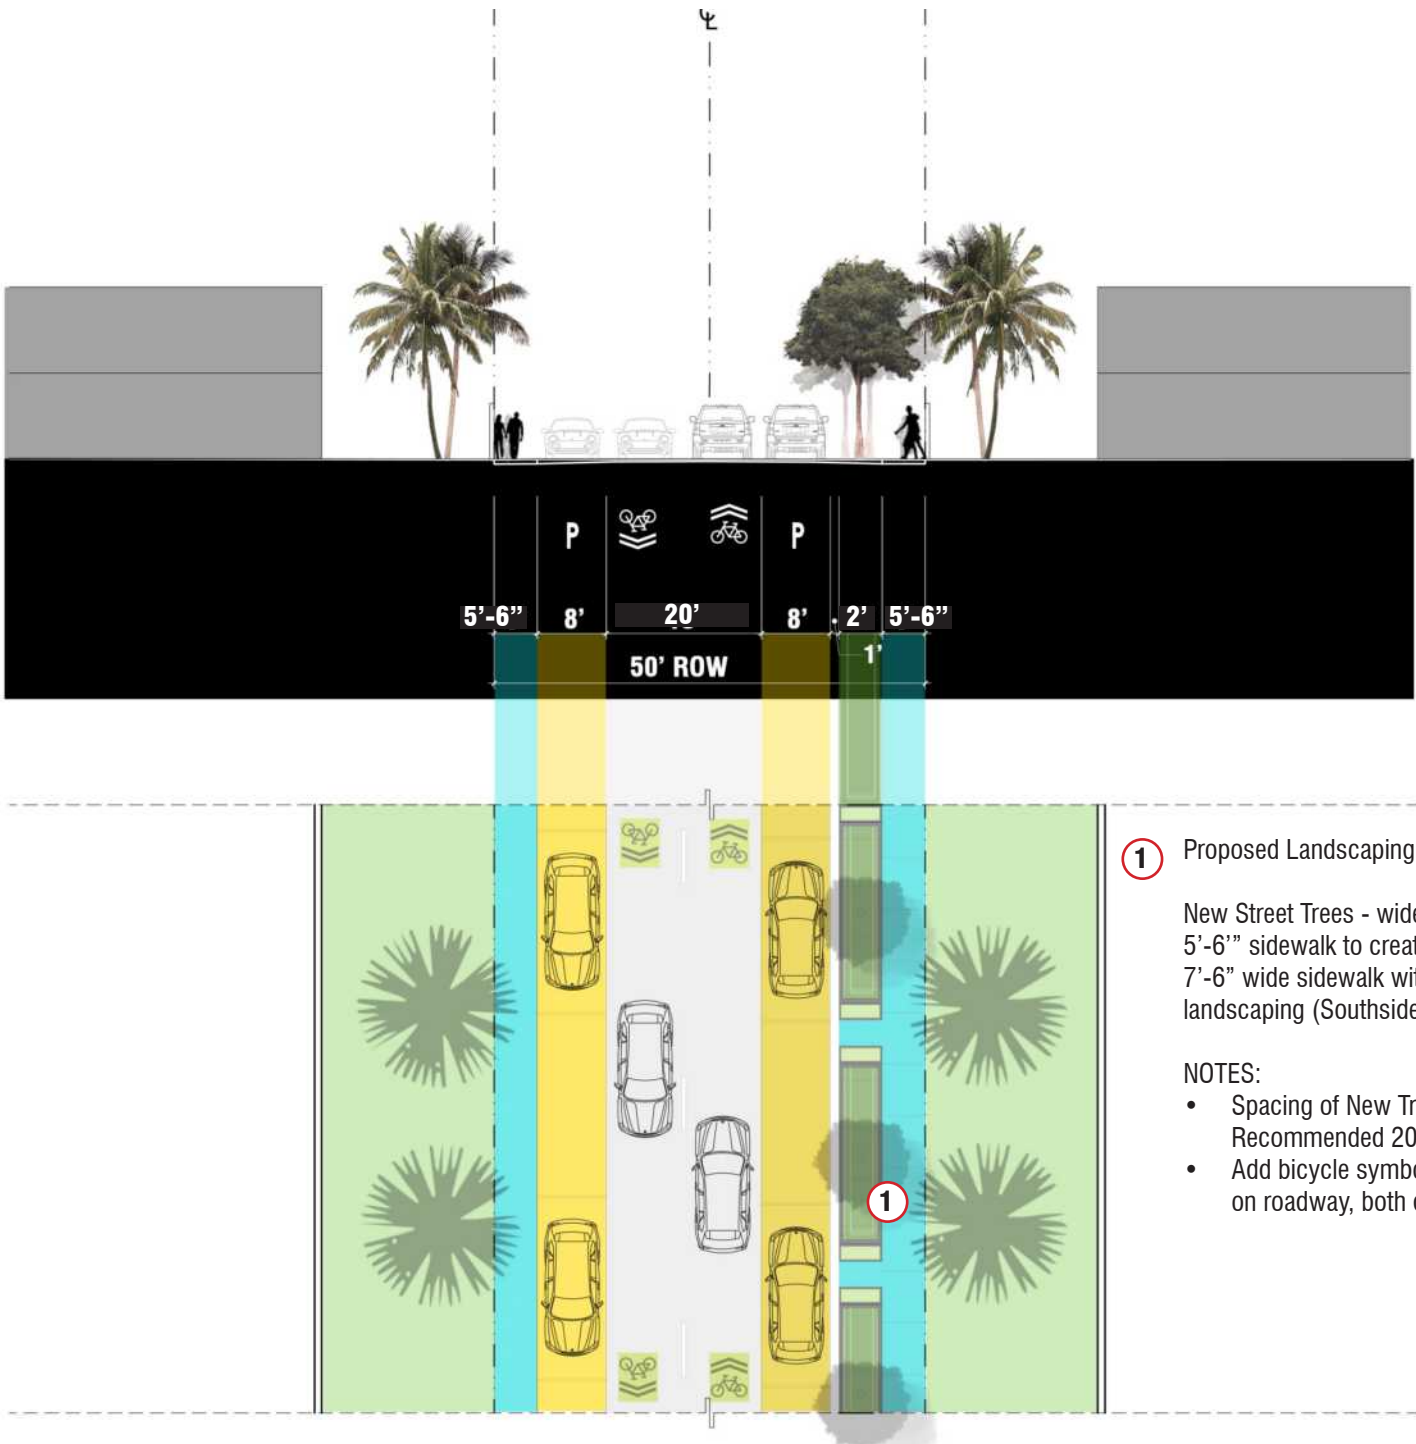 ℄
P P
5'-6” 8’ 20’ 8’ 2’ 5’-6”
1’
50’ ROW
1 Proposed Landscaping
New Street Trees - wide
5’-6’” sidewalk to creat
7’-6” wide sidewalk wit
landscaping (Southside
NOTES:
• Spacing of New Tr
Recommended 20
• Add bicycle symb
on roadway, both
1